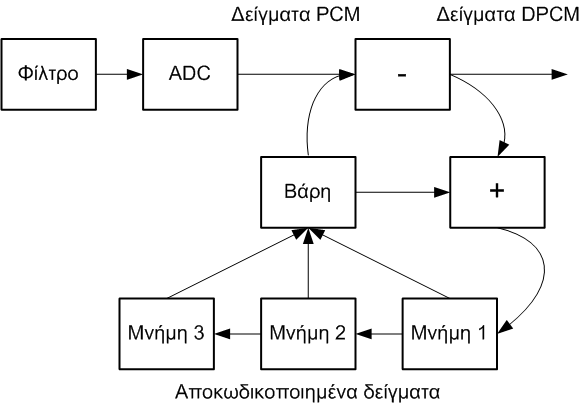 Δείγματα PCM
Δείγματα DPCM
Φίλτρο
ADC
-
Βάρη
+
Μνήμη 3
Μνήμη 2
Μνήμη 1
Αποκωδικοποιημένα δείγματα